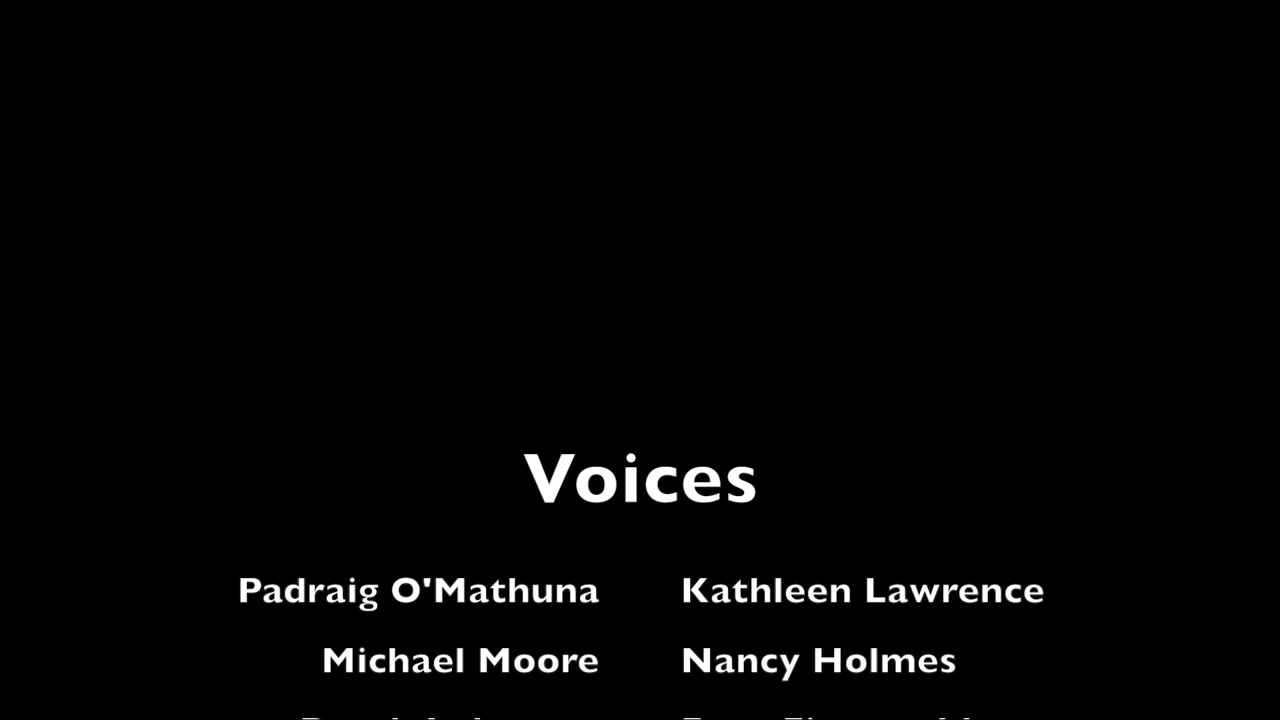 Voices
Padraig O'Mathuna Kathleen Lawrence
Michael Moore Nancy Holmes